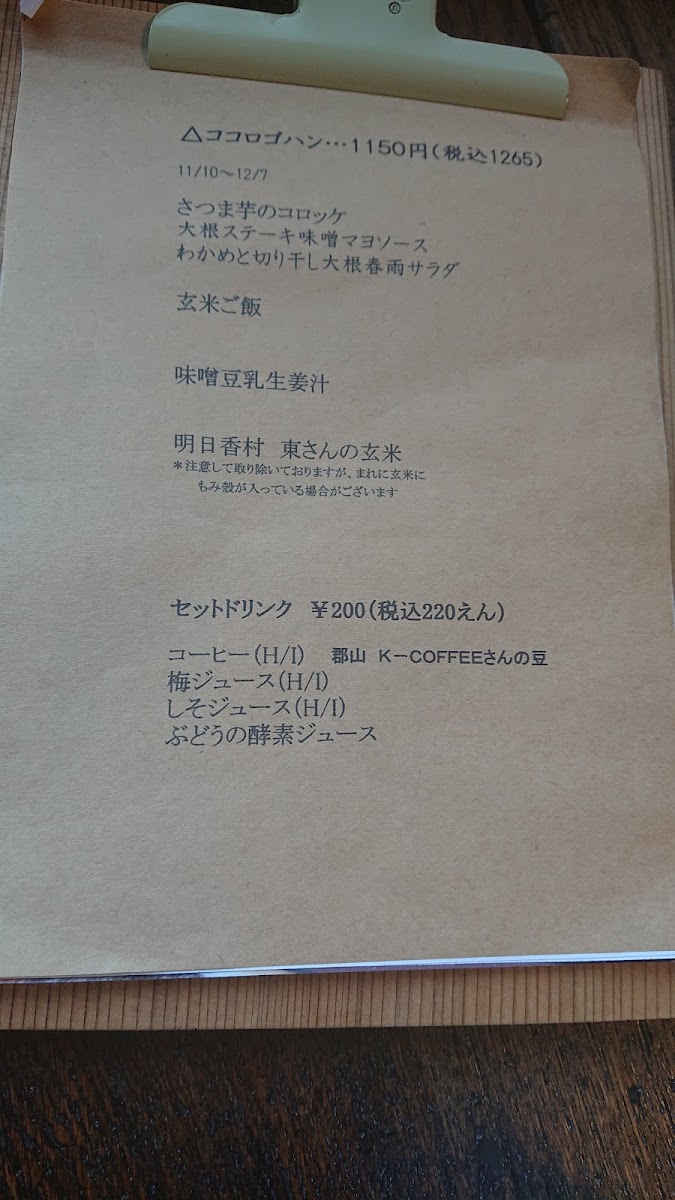 △ココロゴハン…1150円(税込1265)
11/10～12/7
さつま芋のコロッケ
大根ステーキ味噌マヨソース
わかめと切り干し大根春雨サラダ
玄米ご飯
味噌豆乳生姜汁
明日香村　東さんの玄米
＊注意して取り除いておりますが、まれに玄米に
もみ殻が入っている場合がございます
セットドリンク　￥200(税込220えん)
コーヒー(H/I)　郡山　K－COFFEEさんの豆
梅ジュース(H/I)
しそジュース(H/I)
ぶどうの酵素ジュース